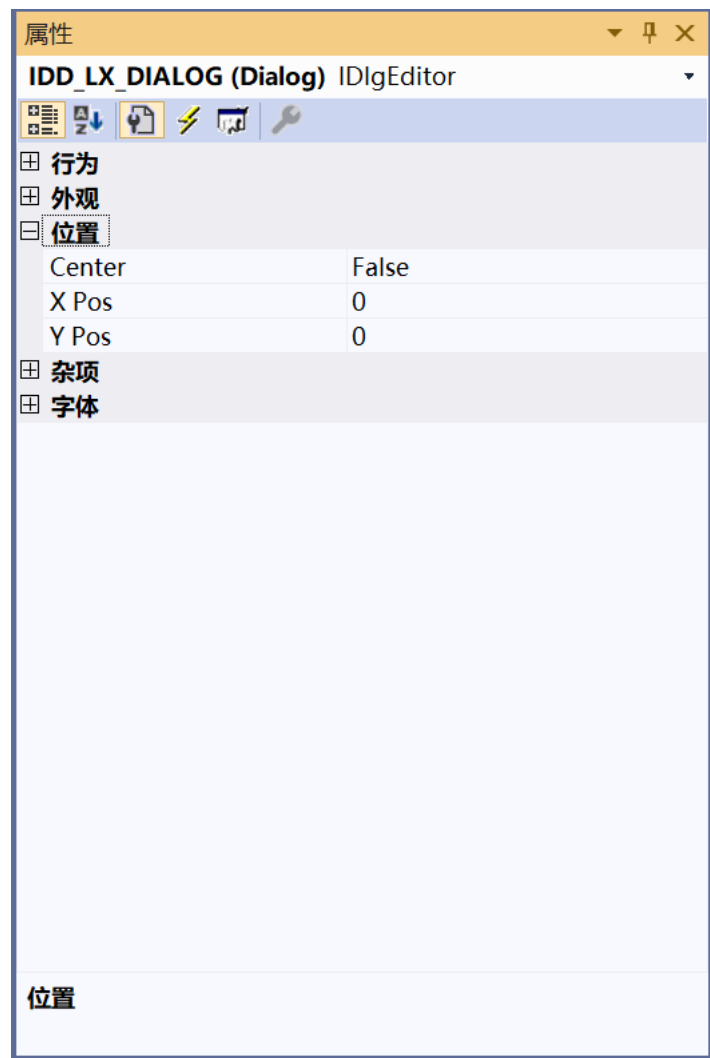 属性
IDD_LX_DIALOG (Dialog) IDlgEditor
行为
外观
位置
Center False
X Pos 0
Y Pos 0
杂项
字体
位置